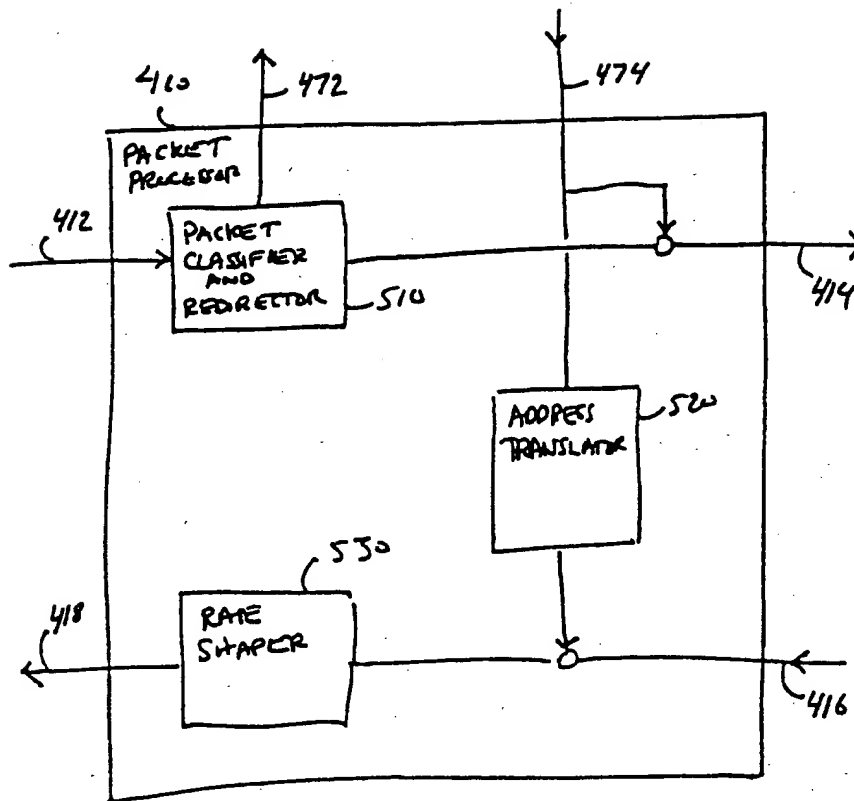 472
474
410
PACKET
PROCESSOR
412
PACKET
CLASSIFIER
AND
REDIRECTOR
510
414
ADDRESS
TRANSLATOR
520
530
418
RATE
SHAPER
416